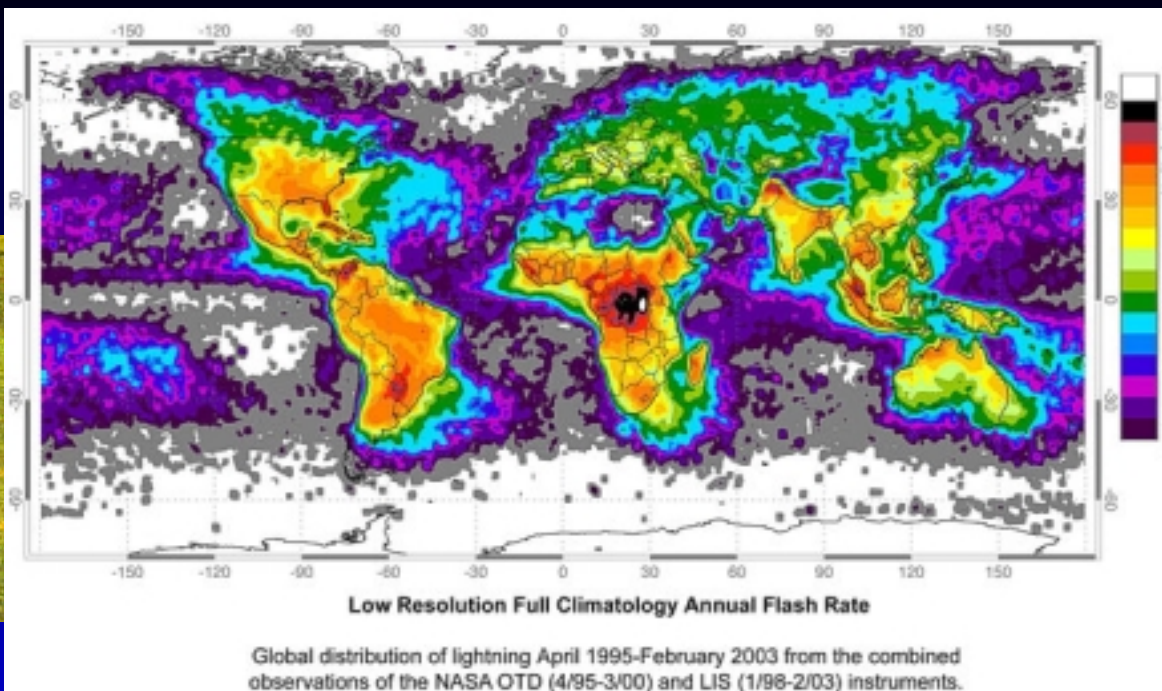 -150 -120 -90 -60 -30 0 30 60 90 120 150
60 60
30 30
0 0
-30 -30
-60 -60
-150 -120 -90 -60 -30 0 30 60 90 120 150
Low Resolution Full Climatology Annual Flash Rate
Global distribution of lightning April 1995-February 2003 from the combined
observations of the NASA OTD (4/95-3/00) and LIS (1/98-2/03) instruments.